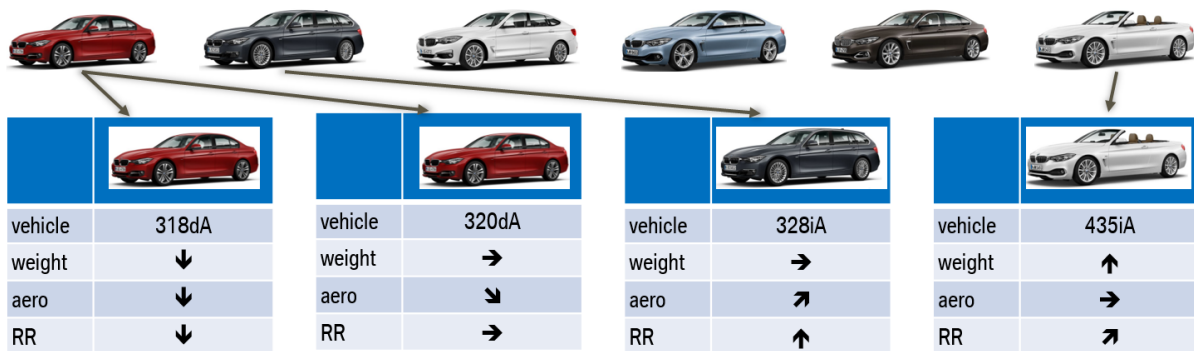 vehicle 318dA
weight ↓
aero ↓
RR ↓
vehicle 320dA
weight →
aero ↘
RR →
vehicle 328iA
weight →
aero ↗
RR ↑
vehicle 435iA
weight ↑
aero →
RR ↗